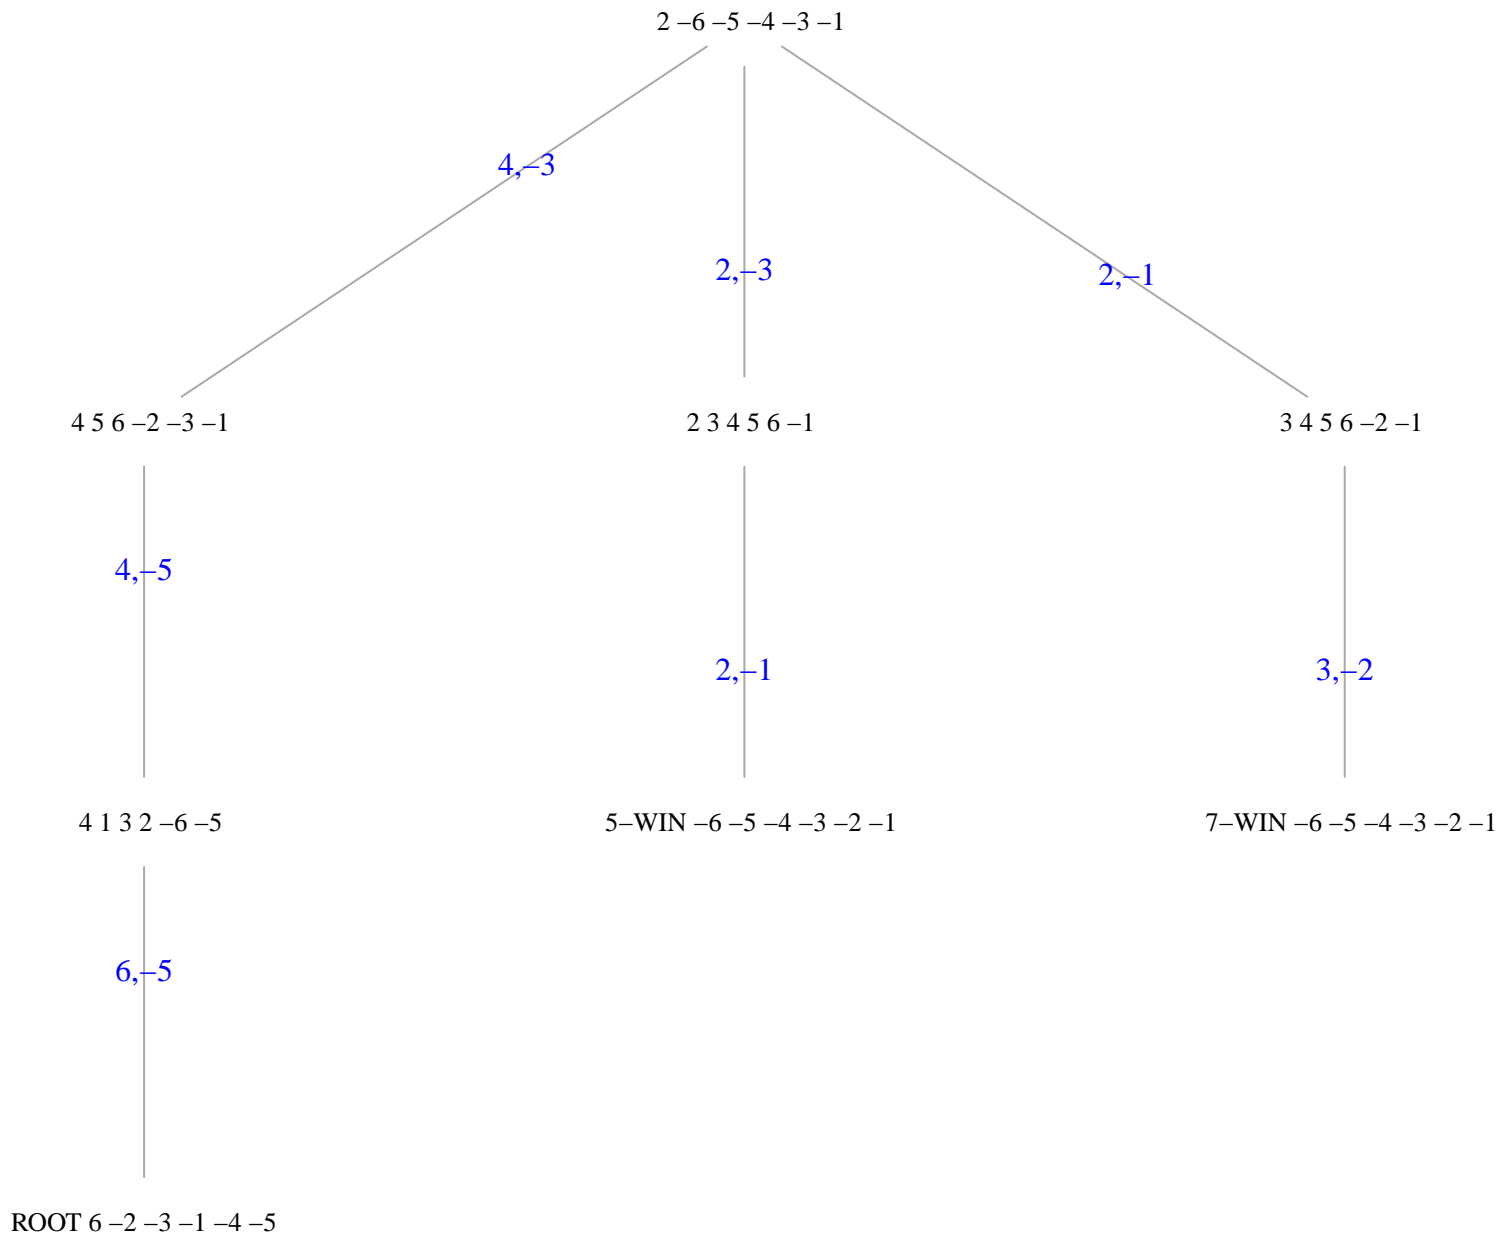 2 –6 –5 –4 –3 –1
4,–3
2,–3
2,–1
4 5 6 –2 –3 –1
2 3 4 5 6 –1
3 4 5 6 –2 –1
4,–5
2,–1
3,–2
4 1 3 2 –6 –5
5–WIN –6 –5 –4 –3 –2 –1
7–WIN –6 –5 –4 –3 –2 –1
6,–5
ROOT 6 –2 –3 –1 –4 –5